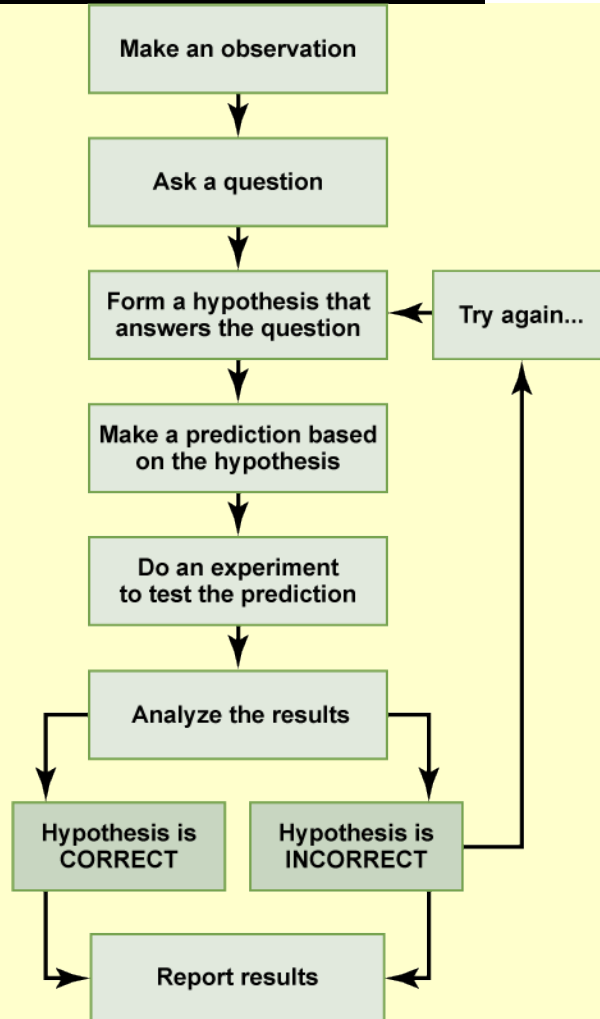 Make an observation
Ask a question
Form a hypothesis that
answers the question
Try again...
Make a prediction based
on the hypothesis
Do an experiment
to test the prediction
Analyze the results
Hypothesis is
CORRECT
Hypothesis is
INCORRECT
Report results